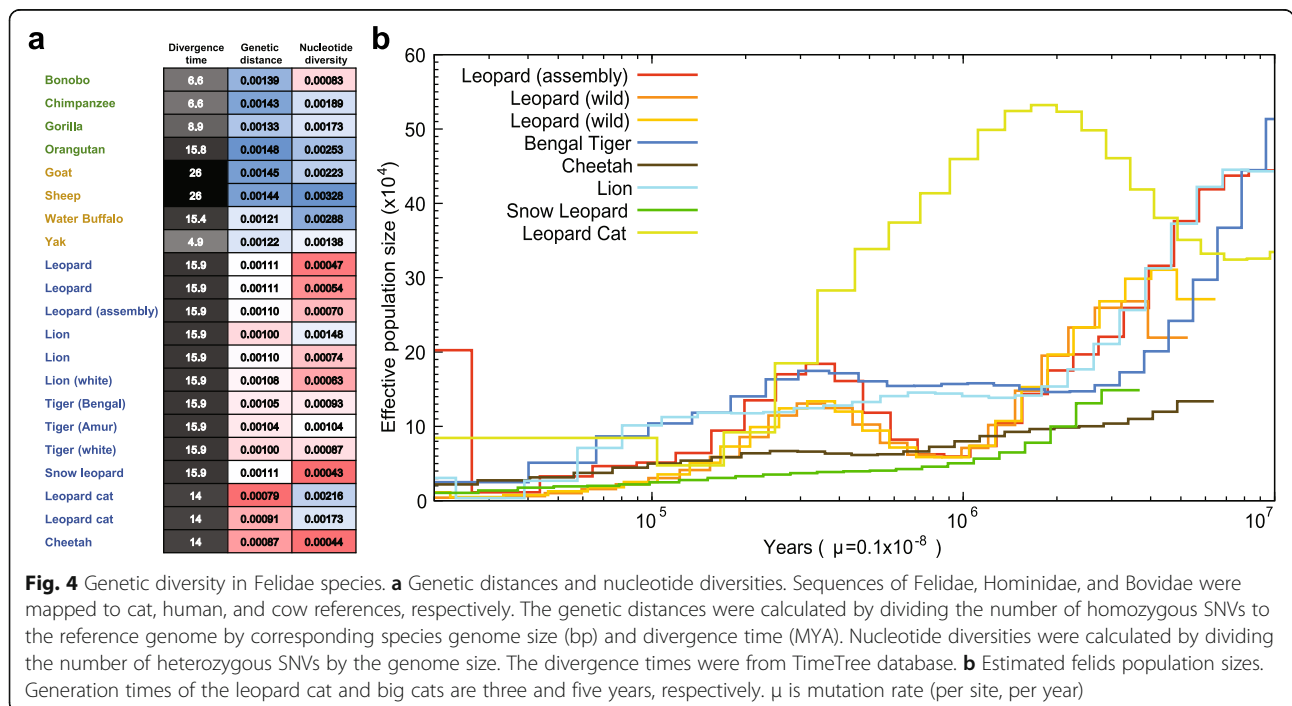 a
Divergence time Genetic distance Nucleotide diversity
Bonobo 6.6 0.00139 0.00083
Chimpanzee 6.6 0.00143 0.00189
Gorilla 8.9 0.00133 0.00173
Orangutan 15.8 0.00148 0.00253
Goat 26 0.00145 0.00223
Sheep 26 0.00144 0.00328
Water Buffalo 15.4 0.00121 0.00288
Yak 4.9 0.00122 0.00138
Leopard 15.9 0.00111 0.00047
Leopard 15.9 0.00111 0.00054
Leopard (assembly) 15.9 0.00110 0.00070
Lion 15.9 0.00100 0.00148
Lion 15.9 0.00110 0.00074
Lion (white) 15.9 0.00108 0.00063
Tiger (Bengal) 15.9 0.00105 0.00093
Tiger (Amur) 15.9 0.00104 0.00104
Tiger (white) 15.9 0.00100 0.00087
Snow leopard 15.9 0.00111 0.00043
Leopard cat 14 0.00079 0.00216
Leopard cat 14 0.00091 0.00173
Cheetah 14 0.00087 0.00044
b
Effective population size (x10⁴)
60
50
40
30
20
10
0
Leopard (assembly)
Leopard (wild)
Leopard (wild)
Bengal Tiger
Cheetah
Lion
Snow Leopard
Leopard Cat
10⁵ 10⁶ 10⁷
Years ( μ=0.1x10⁻⁸ )
Fig. 4 Genetic diversity in Felidae species. a Genetic distances and nucleotide diversities. Sequences of Felidae, Hominidae, and Bovidae were
mapped to cat, human, and cow references, respectively. The genetic distances were calculated by dividing the number of homozygous SNVs to
the reference genome by corresponding species genome size (bp) and divergence time (MYA). Nucleotide diversities were calculated by dividing
the number of heterozygous SNVs by the genome size. The divergence times were from TimeTree database. b Estimated felids population sizes.
Generation times of the leopard cat and big cats are three and five years, respectively. μ is mutation rate (per site, per year)